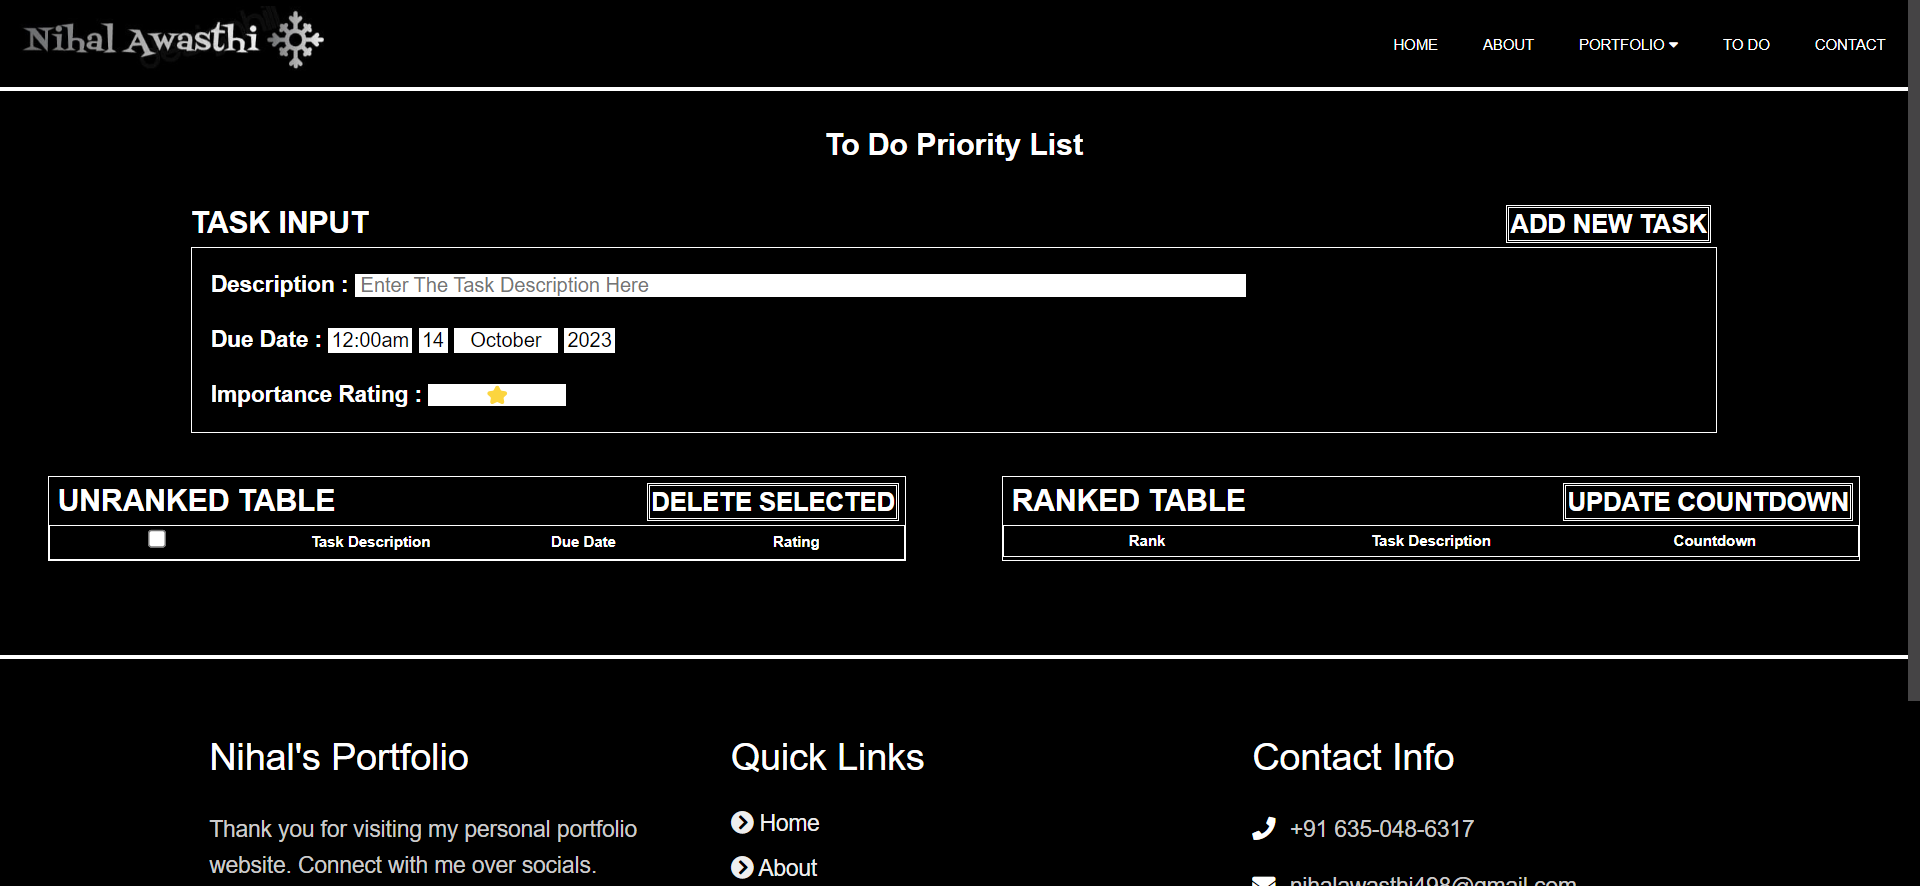 Nihal Awasthi
HOME ABOUT PORTFOLIO TO DO CONTACT
To Do Priority List
TASK INPUT
ADD NEW TASK
Description : Enter The Task Description Here
Due Date : 12:00am 14 October 2023
Importance Rating :
UNRANKED TABLE DELETE SELECTED
Task Description Due Date Rating
RANKED TABLE UPDATE COUNTDOWN
Rank Task Description Countdown
Nihal's Portfolio
Thank you for visiting my personal portfolio
website. Connect with me over socials.
Quick Links
Home
About
Contact Info
+91 635-048-6317
nihalawasthi498@gmail.com